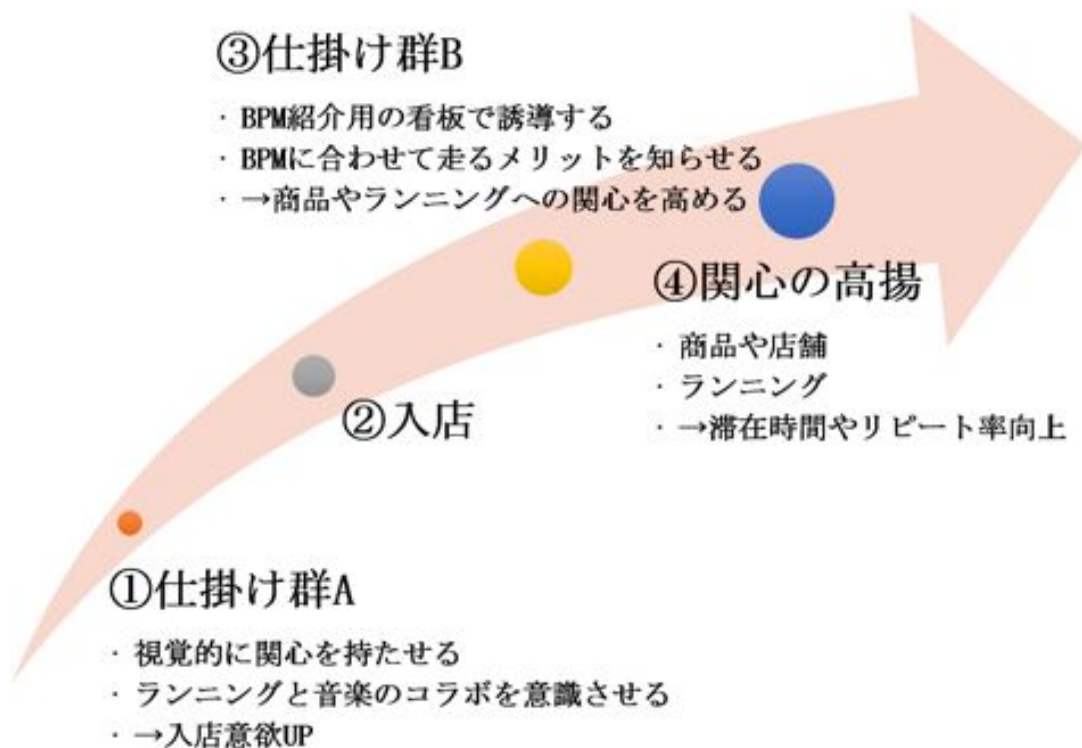 ③仕掛け群B
・BPM紹介用の看板で誘導する
・BPMに合わせて走るメリットを知らせる
・→商品やランニングへの関心を高める
④関心の高揚
・商品や店舗
・ランニング
・→滞在時間やリピート率向上
②入店
①仕掛け群A
・視覚的に関心を持たせる
・ランニングと音楽のコラボを意識させる
・→入店意欲UP